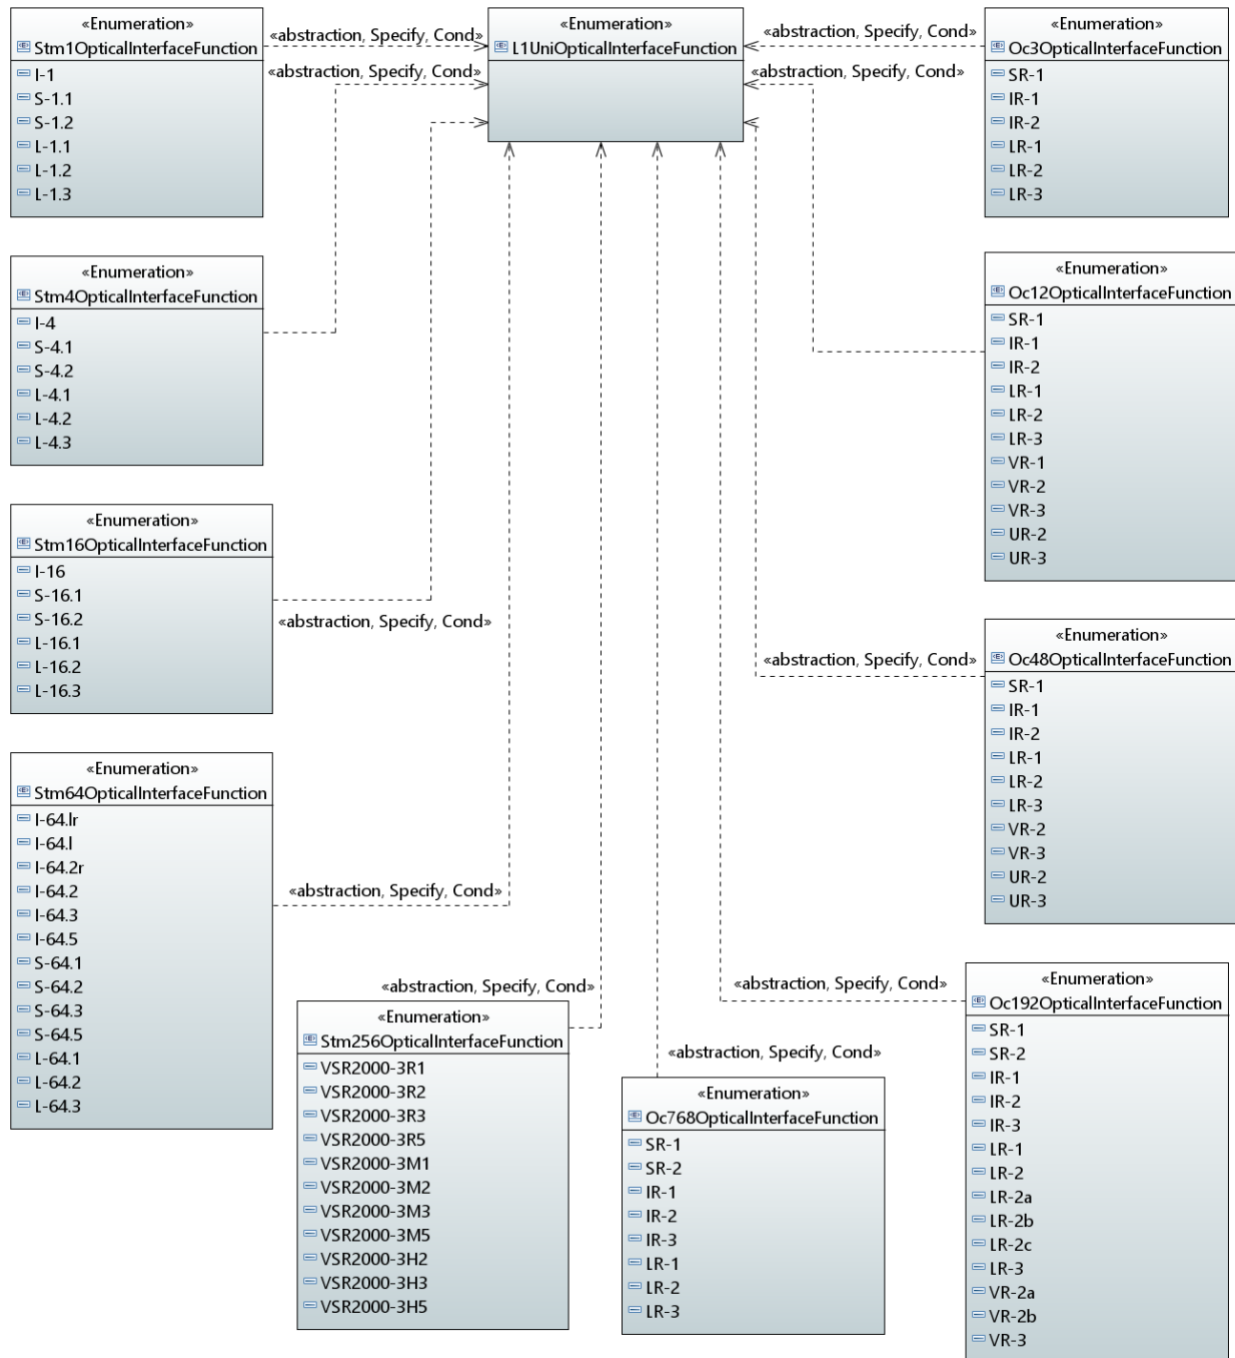 «Enumeration»
Stm1OpticalInterfaceFunction
I-1
S-1.1
S-1.2
L-1.1
L-1.2
L-1.3
«abstraction, Specify, Cond»
«abstraction, Specify, Cond»
«Enumeration»
L1UniOpticalInterfaceFunction
«abstraction, Specify, Cond»
«abstraction, Specify, Cond»
«Enumeration»
Oc3OpticalInterfaceFunction
SR-1
IR-1
IR-2
LR-1
LR-2
LR-3
«Enumeration»
Stm4OpticalInterfaceFunction
I-4
S-4.1
S-4.2
L-4.1
L-4.2
L-4.3
«Enumeration»
Oc12OpticalInterfaceFunction
SR-1
IR-1
IR-2
LR-1
LR-2
LR-3
VR-1
VR-2
VR-3
UR-2
UR-3
«Enumeration»
Stm16OpticalInterfaceFunction
I-16
S-16.1
S-16.2
L-16.1
L-16.2
L-16.3
«abstraction, Specify, Cond»
«abstraction, Specify, Cond»
«Enumeration»
Oc48OpticalInterfaceFunction
SR-1
IR-1
IR-2
LR-1
LR-2
LR-3
VR-2
VR-3
UR-2
UR-3
«Enumeration»
Stm64OpticalInterfaceFunction
I-64.lr
I-64.l
I-64.2r
I-64.2
I-64.3
I-64.5
S-64.1
S-64.2
S-64.3
S-64.5
L-64.1
L-64.2
L-64.3
«abstraction, Specify, Cond»
«abstraction, Specify, Cond»
«Enumeration»
Stm256OpticalInterfaceFunction
VSR2000-3R1
VSR2000-3R2
VSR2000-3R3
VSR2000-3R5
VSR2000-3M1
VSR2000-3M2
VSR2000-3M3
VSR2000-3M5
VSR2000-3H2
VSR2000-3H3
VSR2000-3H5
«abstraction, Specify, Cond»
«Enumeration»
Oc768OpticalInterfaceFunction
SR-1
SR-2
IR-1
IR-2
IR-3
LR-1
LR-2
LR-3
«abstraction, Specify, Cond»
«Enumeration»
Oc192OpticalInterfaceFunction
SR-1
SR-2
IR-1
IR-2
IR-3
LR-1
LR-2
LR-2a
LR-2b
LR-2c
LR-3
VR-2a
VR-2b
VR-3